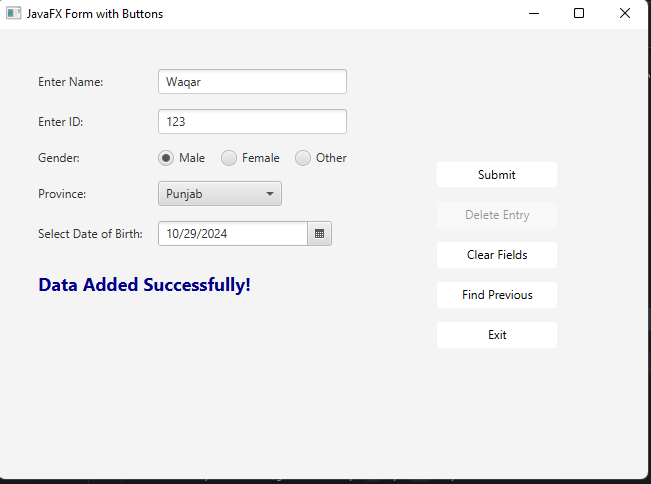 JavaFX Form with Buttons
Enter Name: Waqar
Enter ID: 123
Gender: Male Female Other
Submit
Province: Punjab
Delete Entry
Select Date of Birth: 10/29/2024
Clear Fields
Data Added Successfully!
Find Previous
Exit